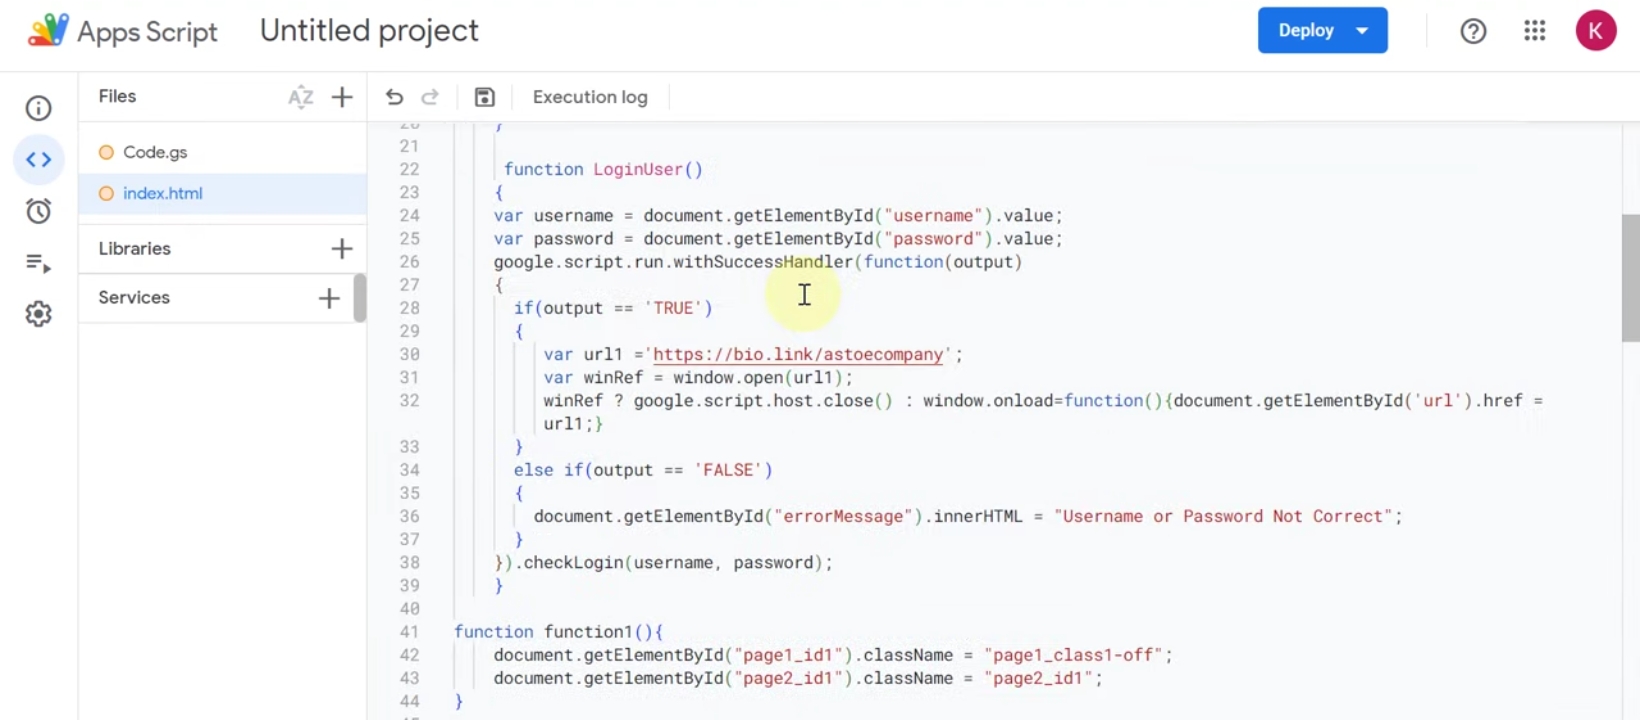 Apps Script
Untitled project
Deploy
K
Files
AZ
Execution log
Code.gs
index.html
Libraries
Services
20 }
21
22 function LoginUser()
23 {
24 var username = document.getElementById("username").value;
25 var password = document.getElementById("password").value;
26 google.script.run.withSuccessHandler(function(output)
27 {
28 if(output == 'TRUE')
29 {
30 var url1 ='https://bio.link/astoecompany';
31 var winRef = window.open(url1);
32 winRef ? google.script.host.close() : window.onload=function(){document.getElementById('url').href =
url1;}
33 }
34 else if(output == 'FALSE')
35 {
36 document.getElementById("errorMessage").innerHTML = "Username or Password Not Correct";
37 }
38 }).checkLogin(username, password);
39 }
40
41 function function1(){
42 document.getElementById("page1_id1").className = "page1_class1-off";
43 document.getElementById("page2_id1").className = "page2_id1";
44 }